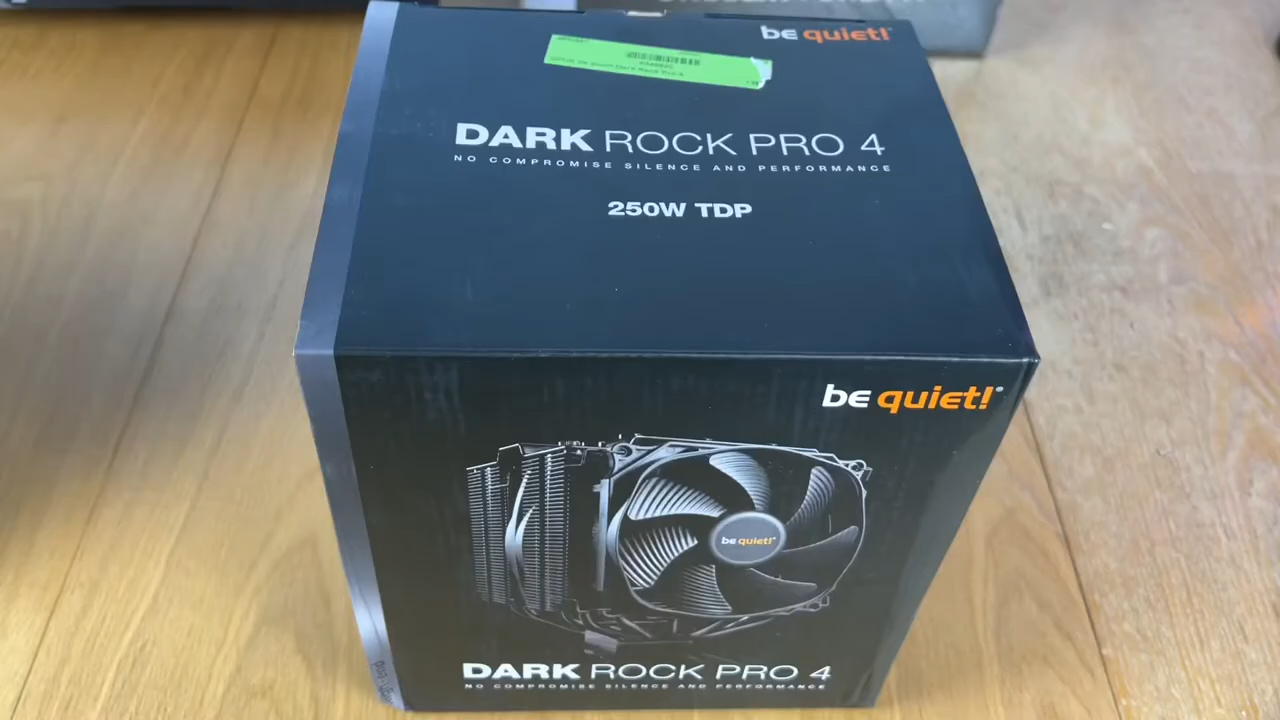 be quiet!
DARK ROCK PRO 4
NO COMPROMISE SILENCE AND PERFORMANCE
250W TDP
be quiet!®
be quiet!
DARK ROCK PRO 4
NO COMPROMISE SILENCE AND PERFORMANCE